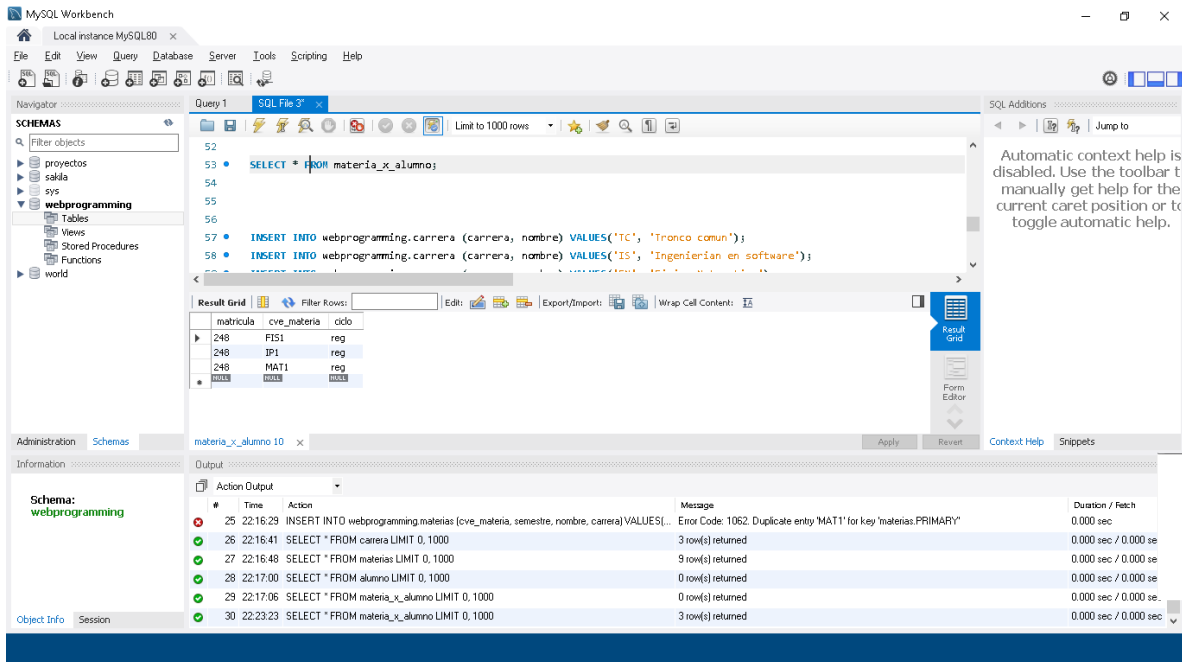 MySQL Workbench
Local instance MySQL80 ×
File Edit View Query Database Server Tools Scripting Help
Navigator
SCHEMAS
Filter objects
proyectos
sakila
sys
webprogramming
Tables
Views
Stored Procedures
Functions
world
Administration Schemas
Query 1 SQL File 3* ×
Limit to 1000 rows
52
53 SELECT * FROM materia_x_alumno;
54
55
56
57 INSERT INTO webprogramming.carrera (carrera, nombre) VALUES('TC', 'Tronco comun');
58 INSERT INTO webprogramming.carrera (carrera, nombre) VALUES('IS', 'Ingenierian en software');
Result Grid Filter Rows: Edit: Export/Import: Wrap Cell Content:
matricula cve_materia ciclo
248 FIS1 reg
248 IP1 reg
248 MAT1 reg
NULL NULL NULL
Result
Grid
Form
Editor
materia_x_alumno 10 ×
Apply Revert
SQL Additions
Jump to
Automatic context help is
disabled. Use the toolbar t
manually get help for the
current caret position or to
toggle automatic help.
Context Help Snippets
Information
Schema:
webprogramming
Object Info Session
Output
Action Output
# Time Action Message Duration / Fetch
25 22:16:29 INSERT INTO webprogramming.materias (cve_materia, semestre, nombre, carrera) VALUES(... Error Code: 1062. Duplicate entry 'MAT1' for key 'materias.PRIMARY' 0.000 sec
26 22:16:41 SELECT * FROM carrera LIMIT 0, 1000 3 row(s) returned 0.000 sec / 0.000 se
27 22:16:48 SELECT * FROM materias LIMIT 0, 1000 9 row(s) returned 0.000 sec / 0.000 se
28 22:17:00 SELECT * FROM alumno LIMIT 0, 1000 0 row(s) returned 0.000 sec / 0.000 se
29 22:17:06 SELECT * FROM materia_x_alumno LIMIT 0, 1000 0 row(s) returned 0.000 sec / 0.000 se..
30 22:23:23 SELECT * FROM materia_x_alumno LIMIT 0, 1000 3 row(s) returned 0.000 sec / 0.000 sec